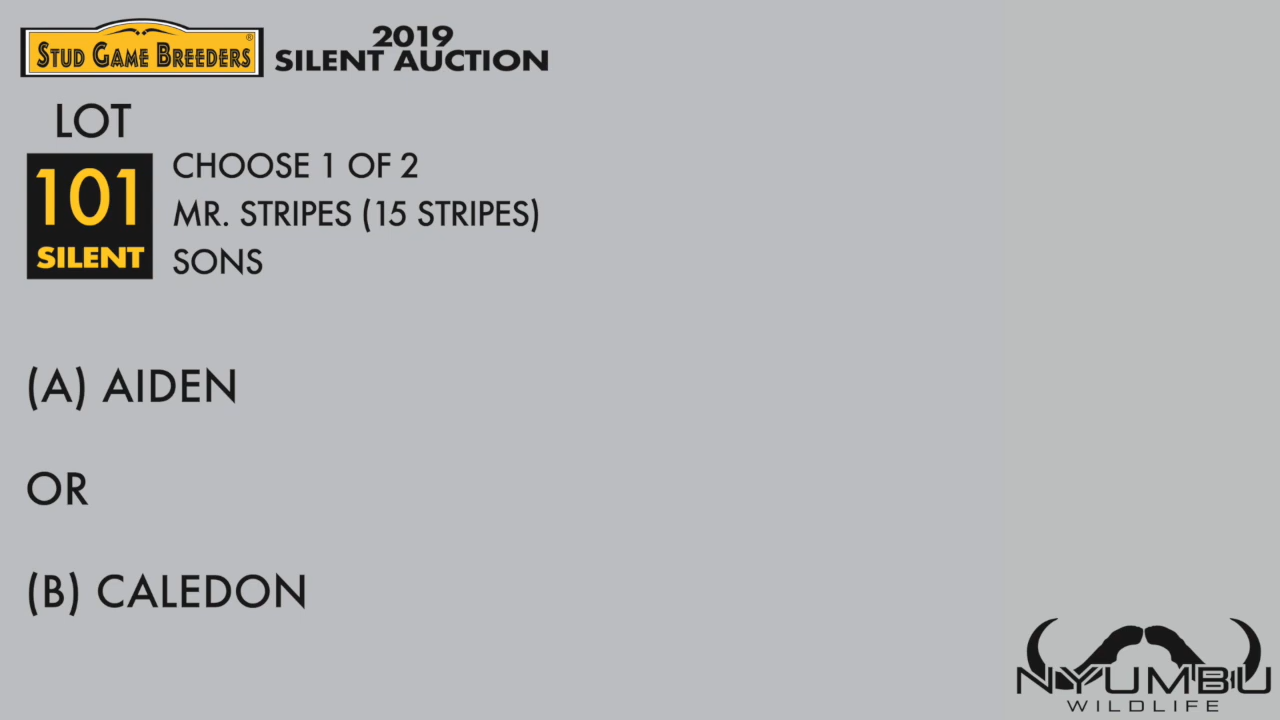 STUD GAME BREEDERS®
2019
SILENT AUCTION
LOT
101
SILENT
CHOOSE 1 OF 2
MR. STRIPES (15 STRIPES)
SONS
(A) AIDEN
OR
(B) CALEDON
NYUMBU
WILDLIFE